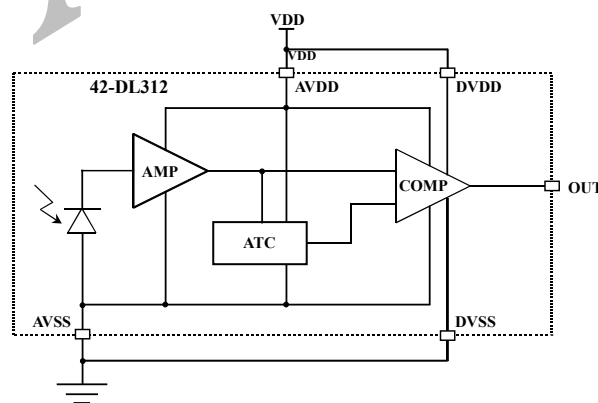 VDD
VDD
42-DL312
AVDD
DVDD
AMP
COMP
OUT
ATC
AVSS
DVSS